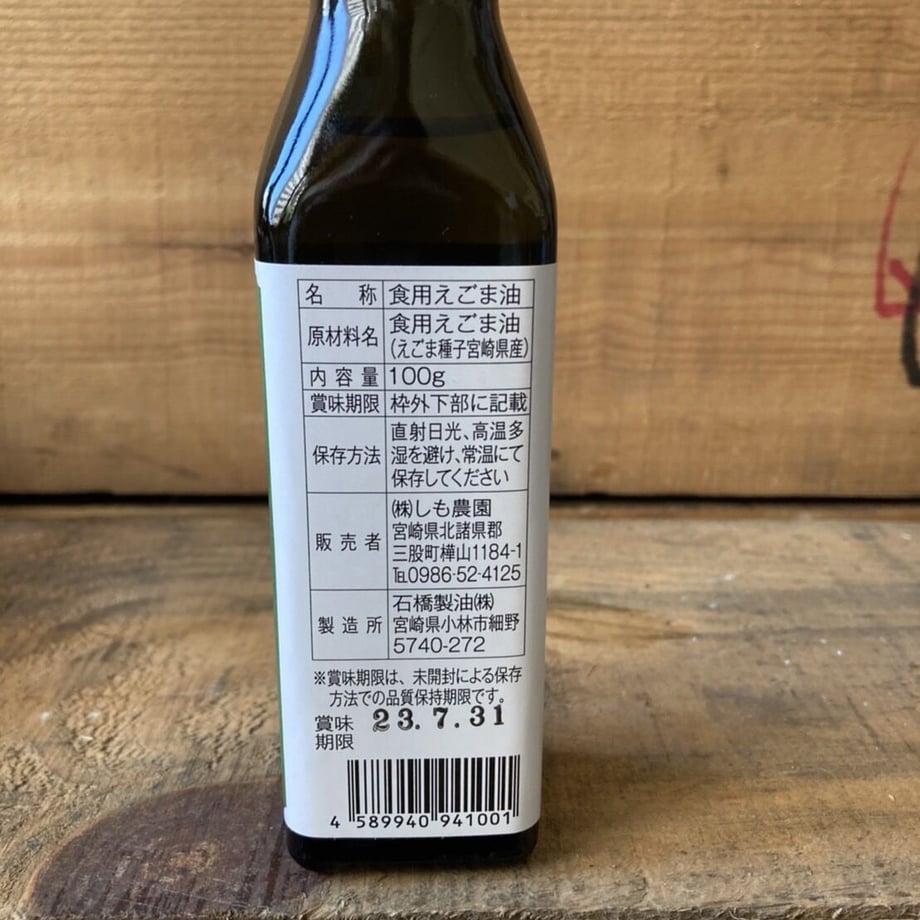 名称 食用えごま油
原材料名 食用えごま油
(えごま種子宮崎県産)
内容量 100g
賞味期限 枠外下部に記載
保存方法 直射日光、高温多
湿を避け、常温にて
保存してください
販売者 ㈱しも農園
宮崎県北諸県郡
三股町樺山1184-1
℡0986-52-4125
製造所 石橋製油㈱
宮崎県小林市細野
5740-272
※賞味期限は、未開封による保存
方法での品質保持期限です。
賞味期限 23.7.31
4 589940 941001